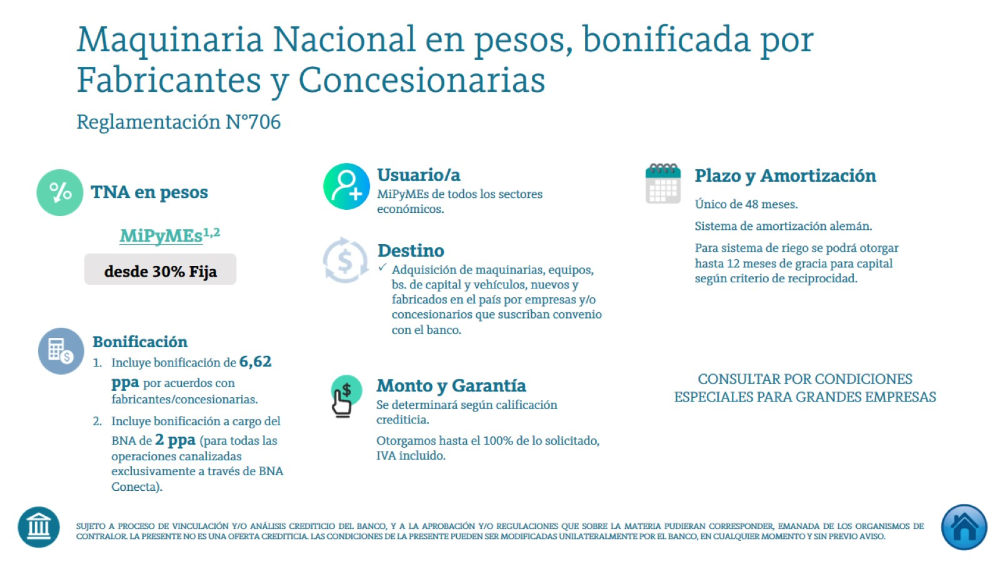 Maquinaria Nacional en pesos, bonificada por
Fabricantes y Concesionarias
Reglamentación N°706
%
TNA en pesos
MiPyMEs1,2
desde 30% Fija
Bonificación
1. Incluye bonificación de 6,62
ppa por acuerdos con
fabricantes/concesionarias.
2. Incluye bonificación a cargo del
BNA de 2 ppa (para todas las
operaciones canalizadas
exclusivamente a través de BNA
Conecta).
Usuario/a
MiPyMEs de todos los sectores
económicos.
$
Destino
✓ Adquisición de maquinarias, equipos,
bs. de capital y vehículos, nuevos y
fabricados en el país por empresas y/o
concesionarios que suscriban convenio
con el banco.
$
Monto y Garantía
Se determinará según calificación
crediticia.
Otorgamos hasta el 100% de lo solicitado,
IVA incluido.
Plazo y Amortización
Único de 48 meses.
Sistema de amortización alemán.
Para sistema de riego se podrá otorgar
hasta 12 meses de gracia para capital
según criterio de reciprocidad.
CONSULTAR POR CONDICIONES
ESPECIALES PARA GRANDES EMPRESAS
SUJETO A PROCESO DE VINCULACIÓN Y/O ANÁLISIS CREDITICIO DEL BANCO, Y A LA APROBACIÓN Y/O REGULACIONES QUE SOBRE LA MATERIA PUDIERAN CORRESPONDER, EMANADA DE LOS ORGANISMOS DE
CONTRALOR. LA PRESENTE NO ES UNA OFERTA CREDITICIA. LAS CONDICIONES DE LA PRESENTE PUEDEN SER MODIFICADAS UNILATERALMENTE POR EL BANCO, EN CUALQUIER MOMENTO Y SIN PREVIO AVISO.